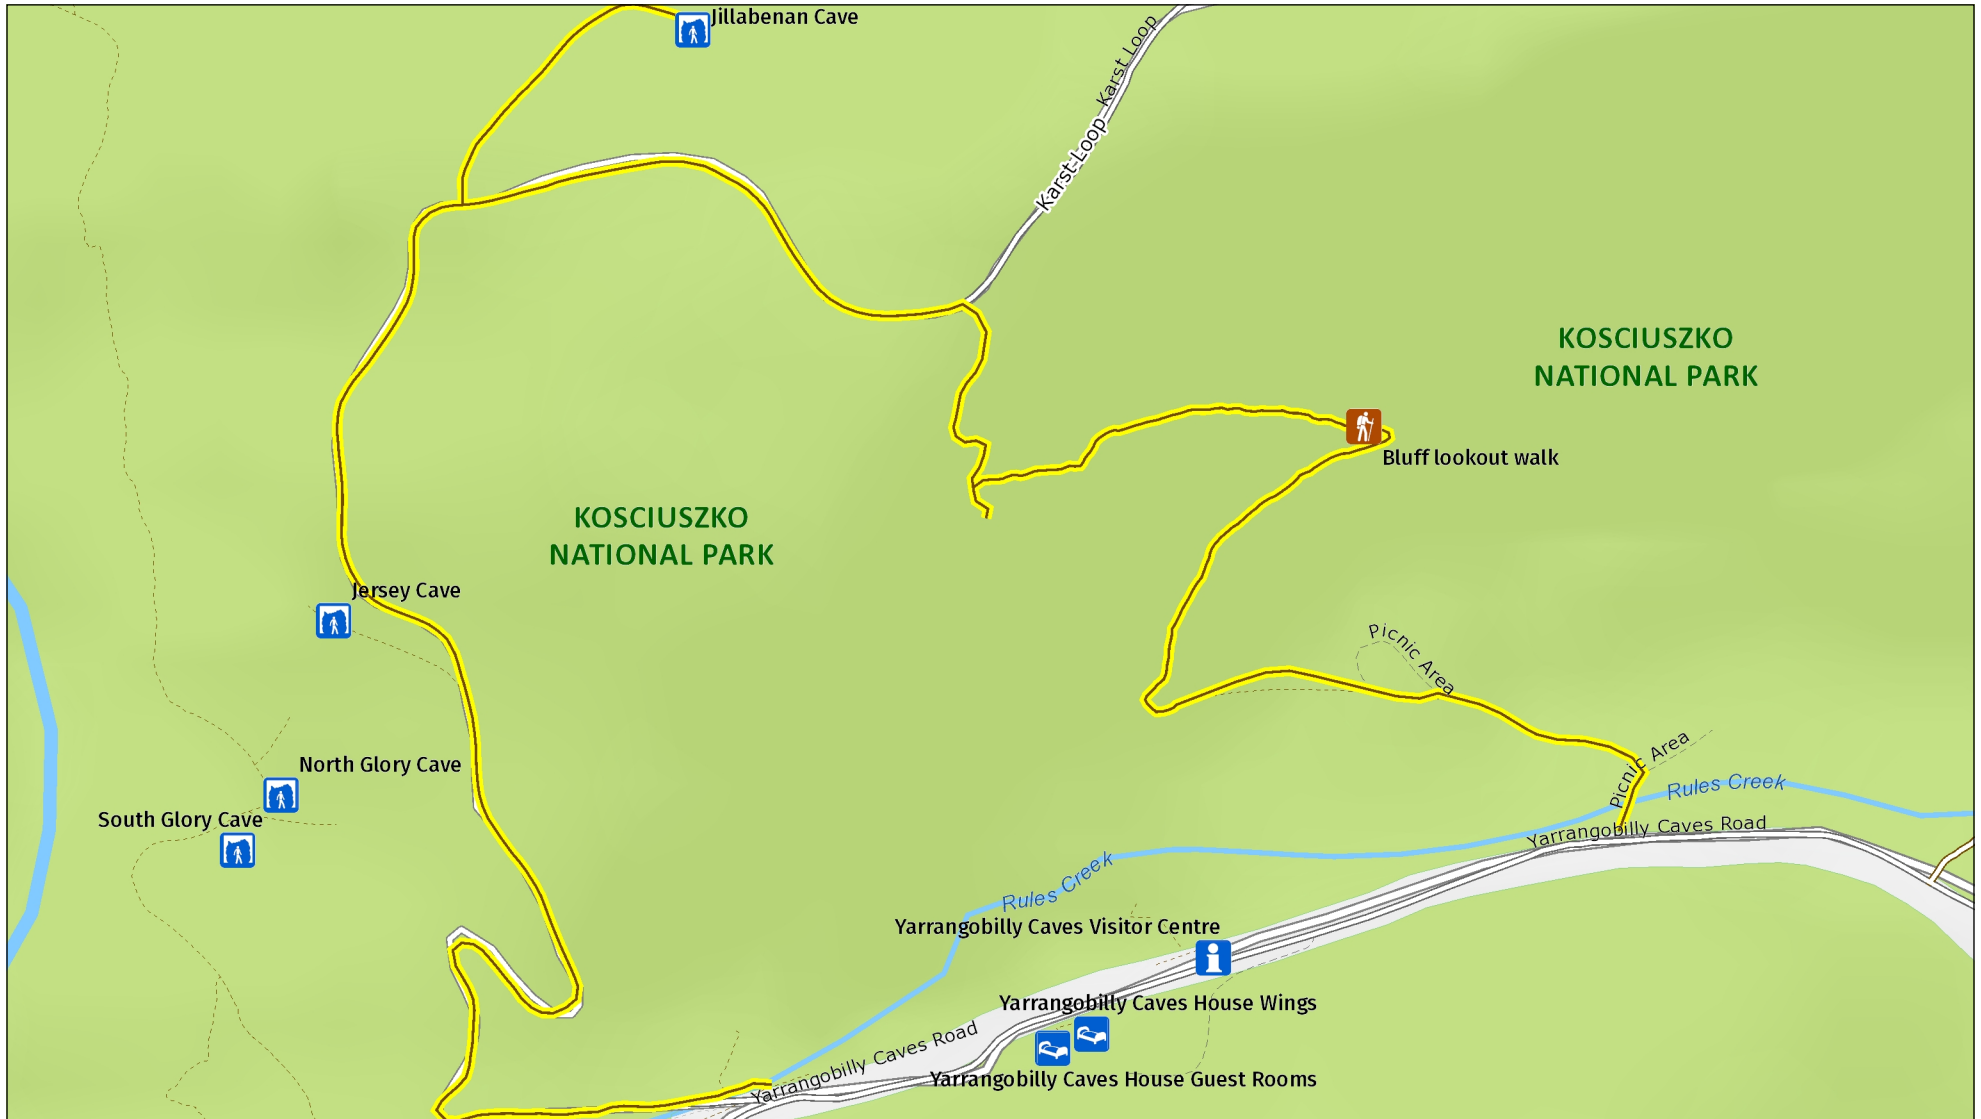 Jillabenan Cave
Karst Loop
Karst Loop
KOSCIUSZKO
NATIONAL PARK
Bluff lookout walk
KOSCIUSZKO
NATIONAL PARK
Jersey Cave
Picnic Area
North Glory Cave
Picnic Area
Rules Creek
South Glory Cave
Yarrangobilly Caves Road
Rules Creek
Yarrangobilly Caves Visitor Centre
Yarrangobilly Caves House Wings
Yarrangobilly Caves Road
Yarrangobilly Caves House Guest Rooms